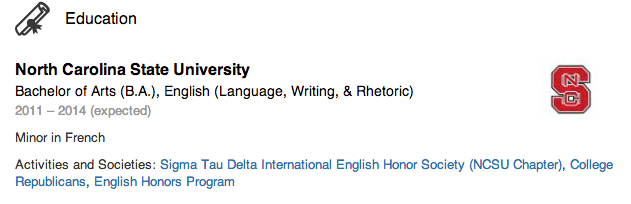 Education
North Carolina State University
Bachelor of Arts (B.A.), English (Language, Writing, & Rhetoric)
2011 – 2014 (expected)
Minor in French
Activities and Societies: Sigma Tau Delta International English Honor Society (NCSU Chapter), College
Republicans, English Honors Program
NCS